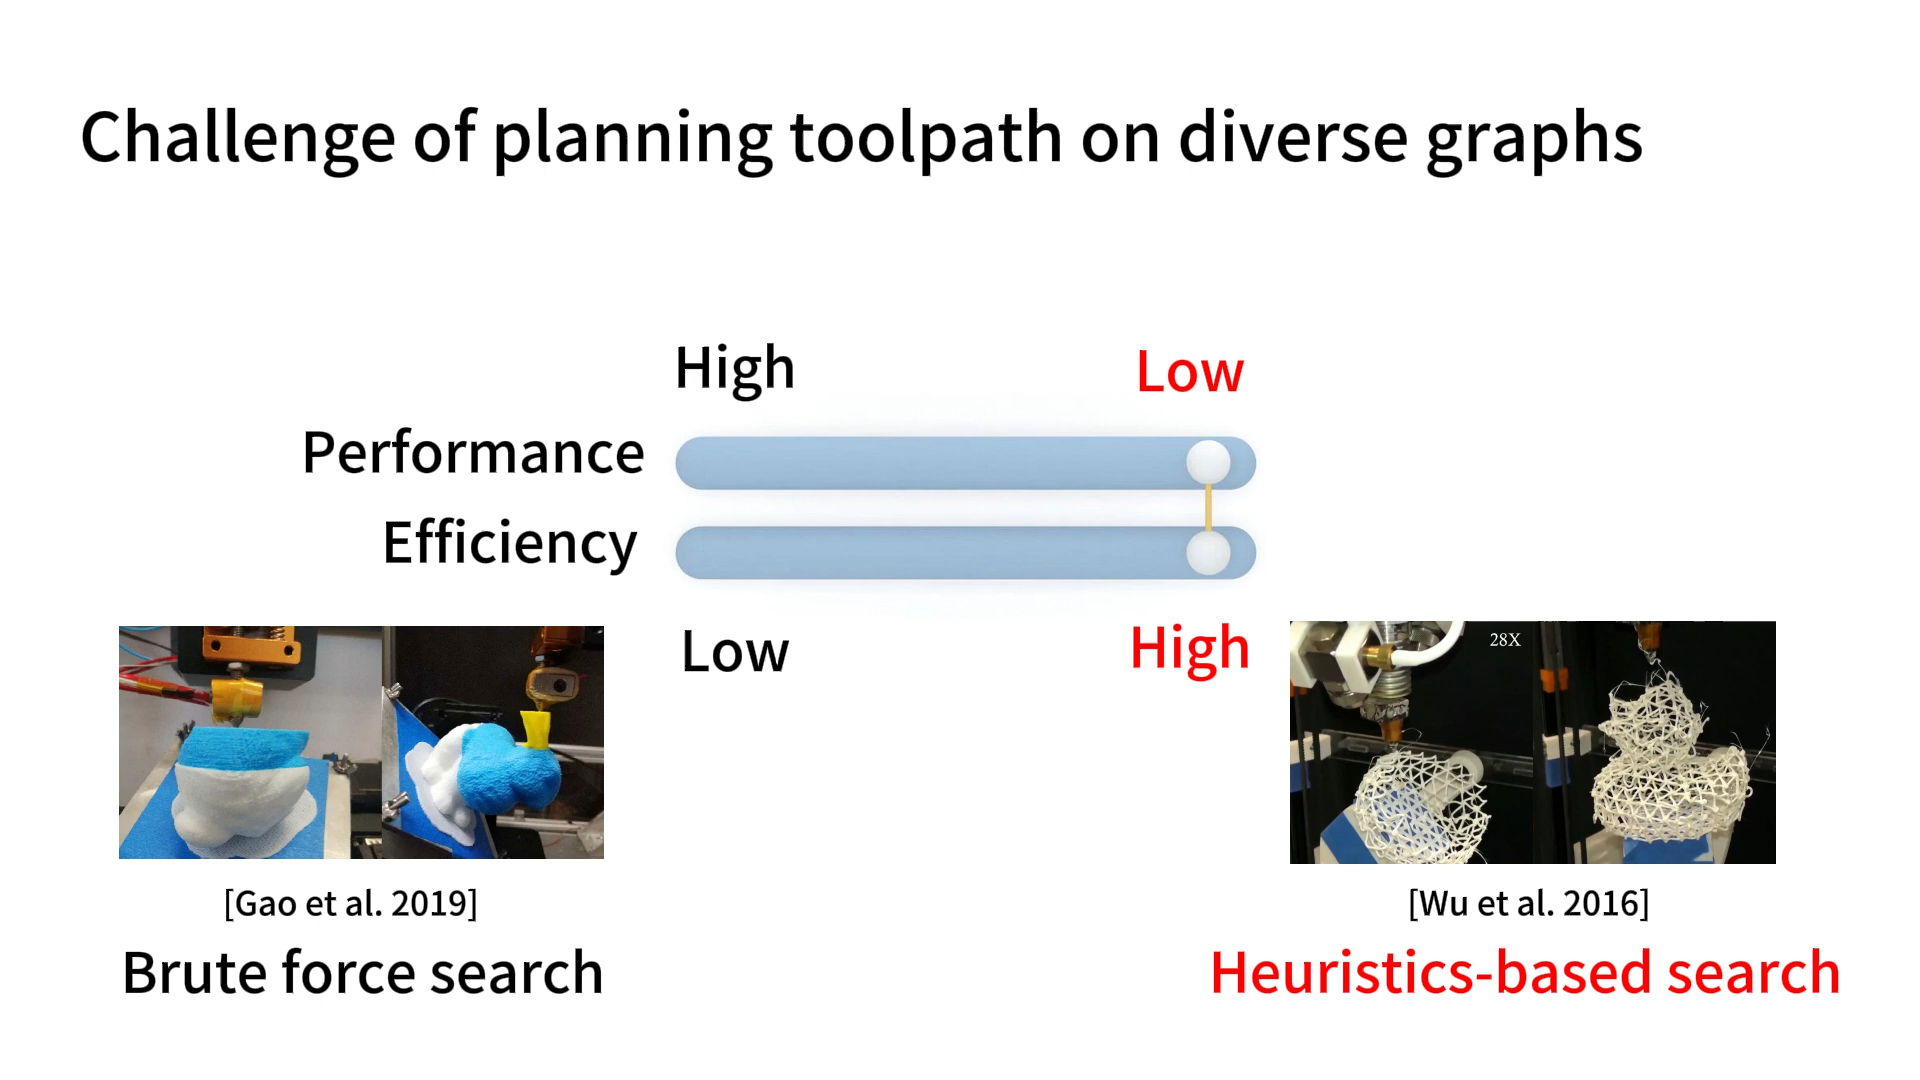 Challenge of planning toolpath on diverse graphs
High
Low
Performance
Efficiency
Low
High
28X
[Gao et al. 2019]
[Wu et al. 2016]
Brute force search
Heuristics-based search